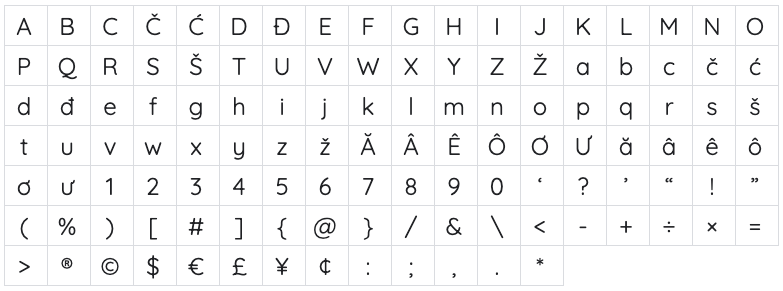 A B C Č Ć D Đ E F G H I J K L M N O
P Q R S Š T U V W X Y Z Ž a b c č ć
d đ e f g h i j k l m n o p q r s š
t u v w x y z ž Ă Â Ê Ô Ơ Ư ă â ê ô
ơ ư 1 2 3 4 5 6 7 8 9 0 ‘ ? ’ “ ! ”
( % ) [ # ] { @ } / & \ < - + ÷ × =
> ® © $ € £ ¥ ¢ : ; , . *